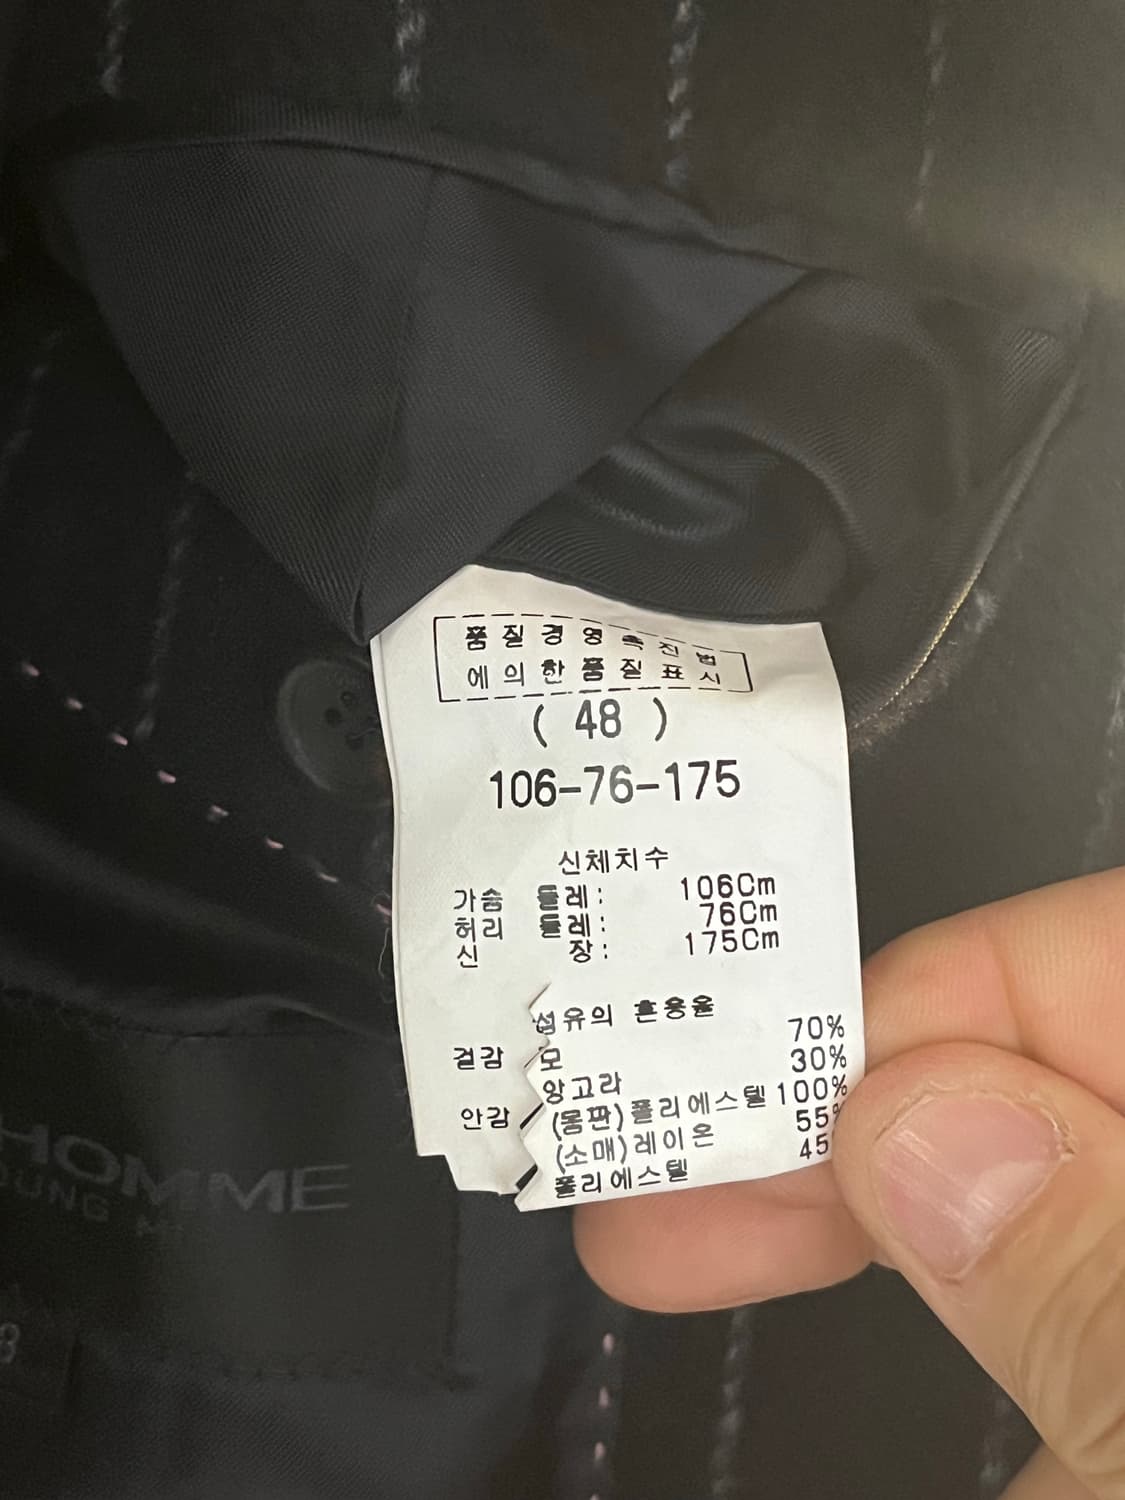 품질경영촉진법
에의한품질표시
( 48 )
106-76-175
신체치수
가슴 둘레: 106Cm
허리 둘레: 76Cm
신 장: 175Cm
섬유의 혼용율
겉감 모 70%
앙고라 30%
안감 (몸판)폴리에스텔 100%
(소매)레이온 55%
폴리에스텔 45
HOMME